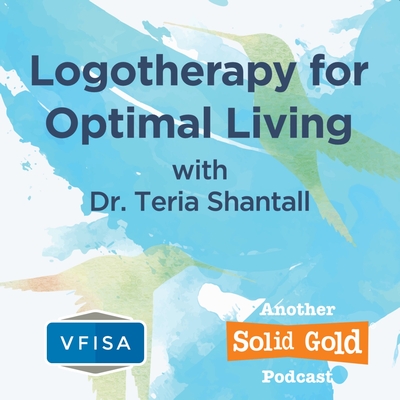 Logotherapy for
Optimal Living
with
Dr. Teria Shantall
VFISA
Another
Solid Gold
Podcast